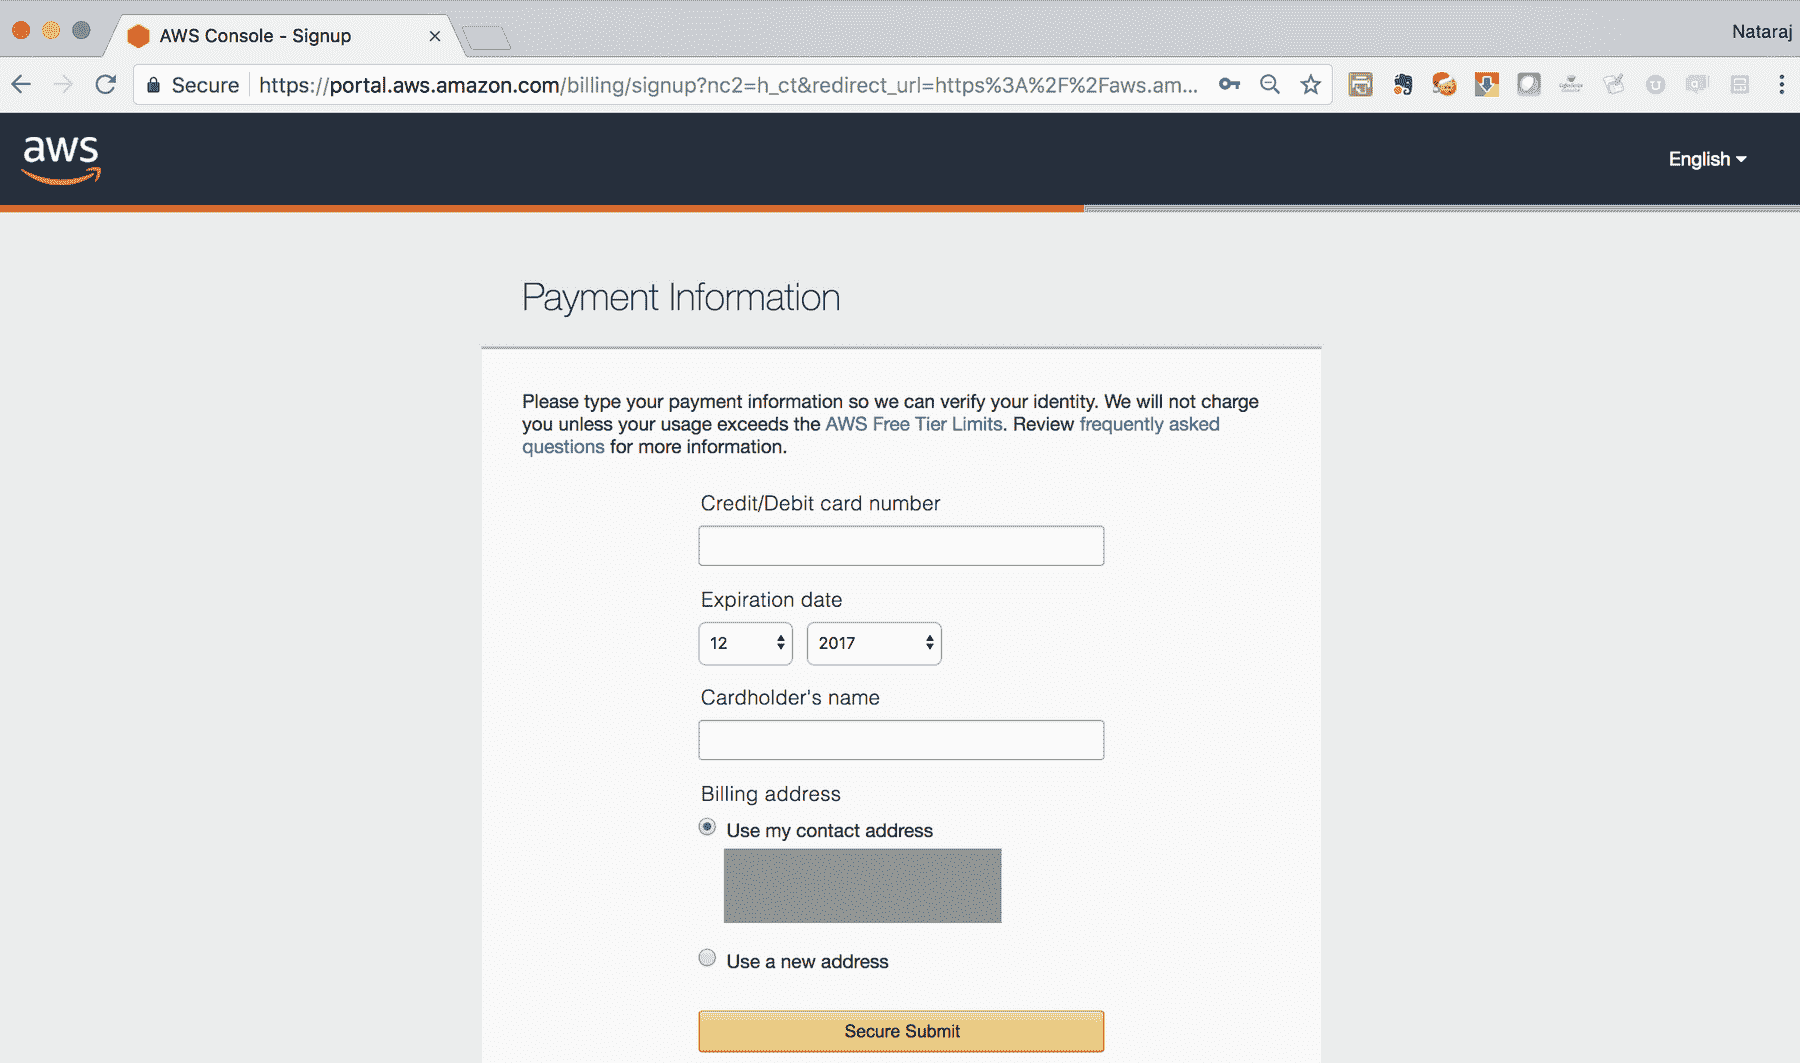 AWS Console - Signup
Nataraj
Secure https://portal.aws.amazon.com/billing/signup?nc2=h_ct&redirect_url=https%3A%2F%2Faws.am...
aws
English
Payment Information
Please type your payment information so we can verify your identity. We will not charge
you unless your usage exceeds the AWS Free Tier Limits. Review frequently asked
questions for more information.
Credit/Debit card number
Expiration date
12 2017
Cardholder's name
Billing address
Use my contact address
Use a new address
Secure Submit